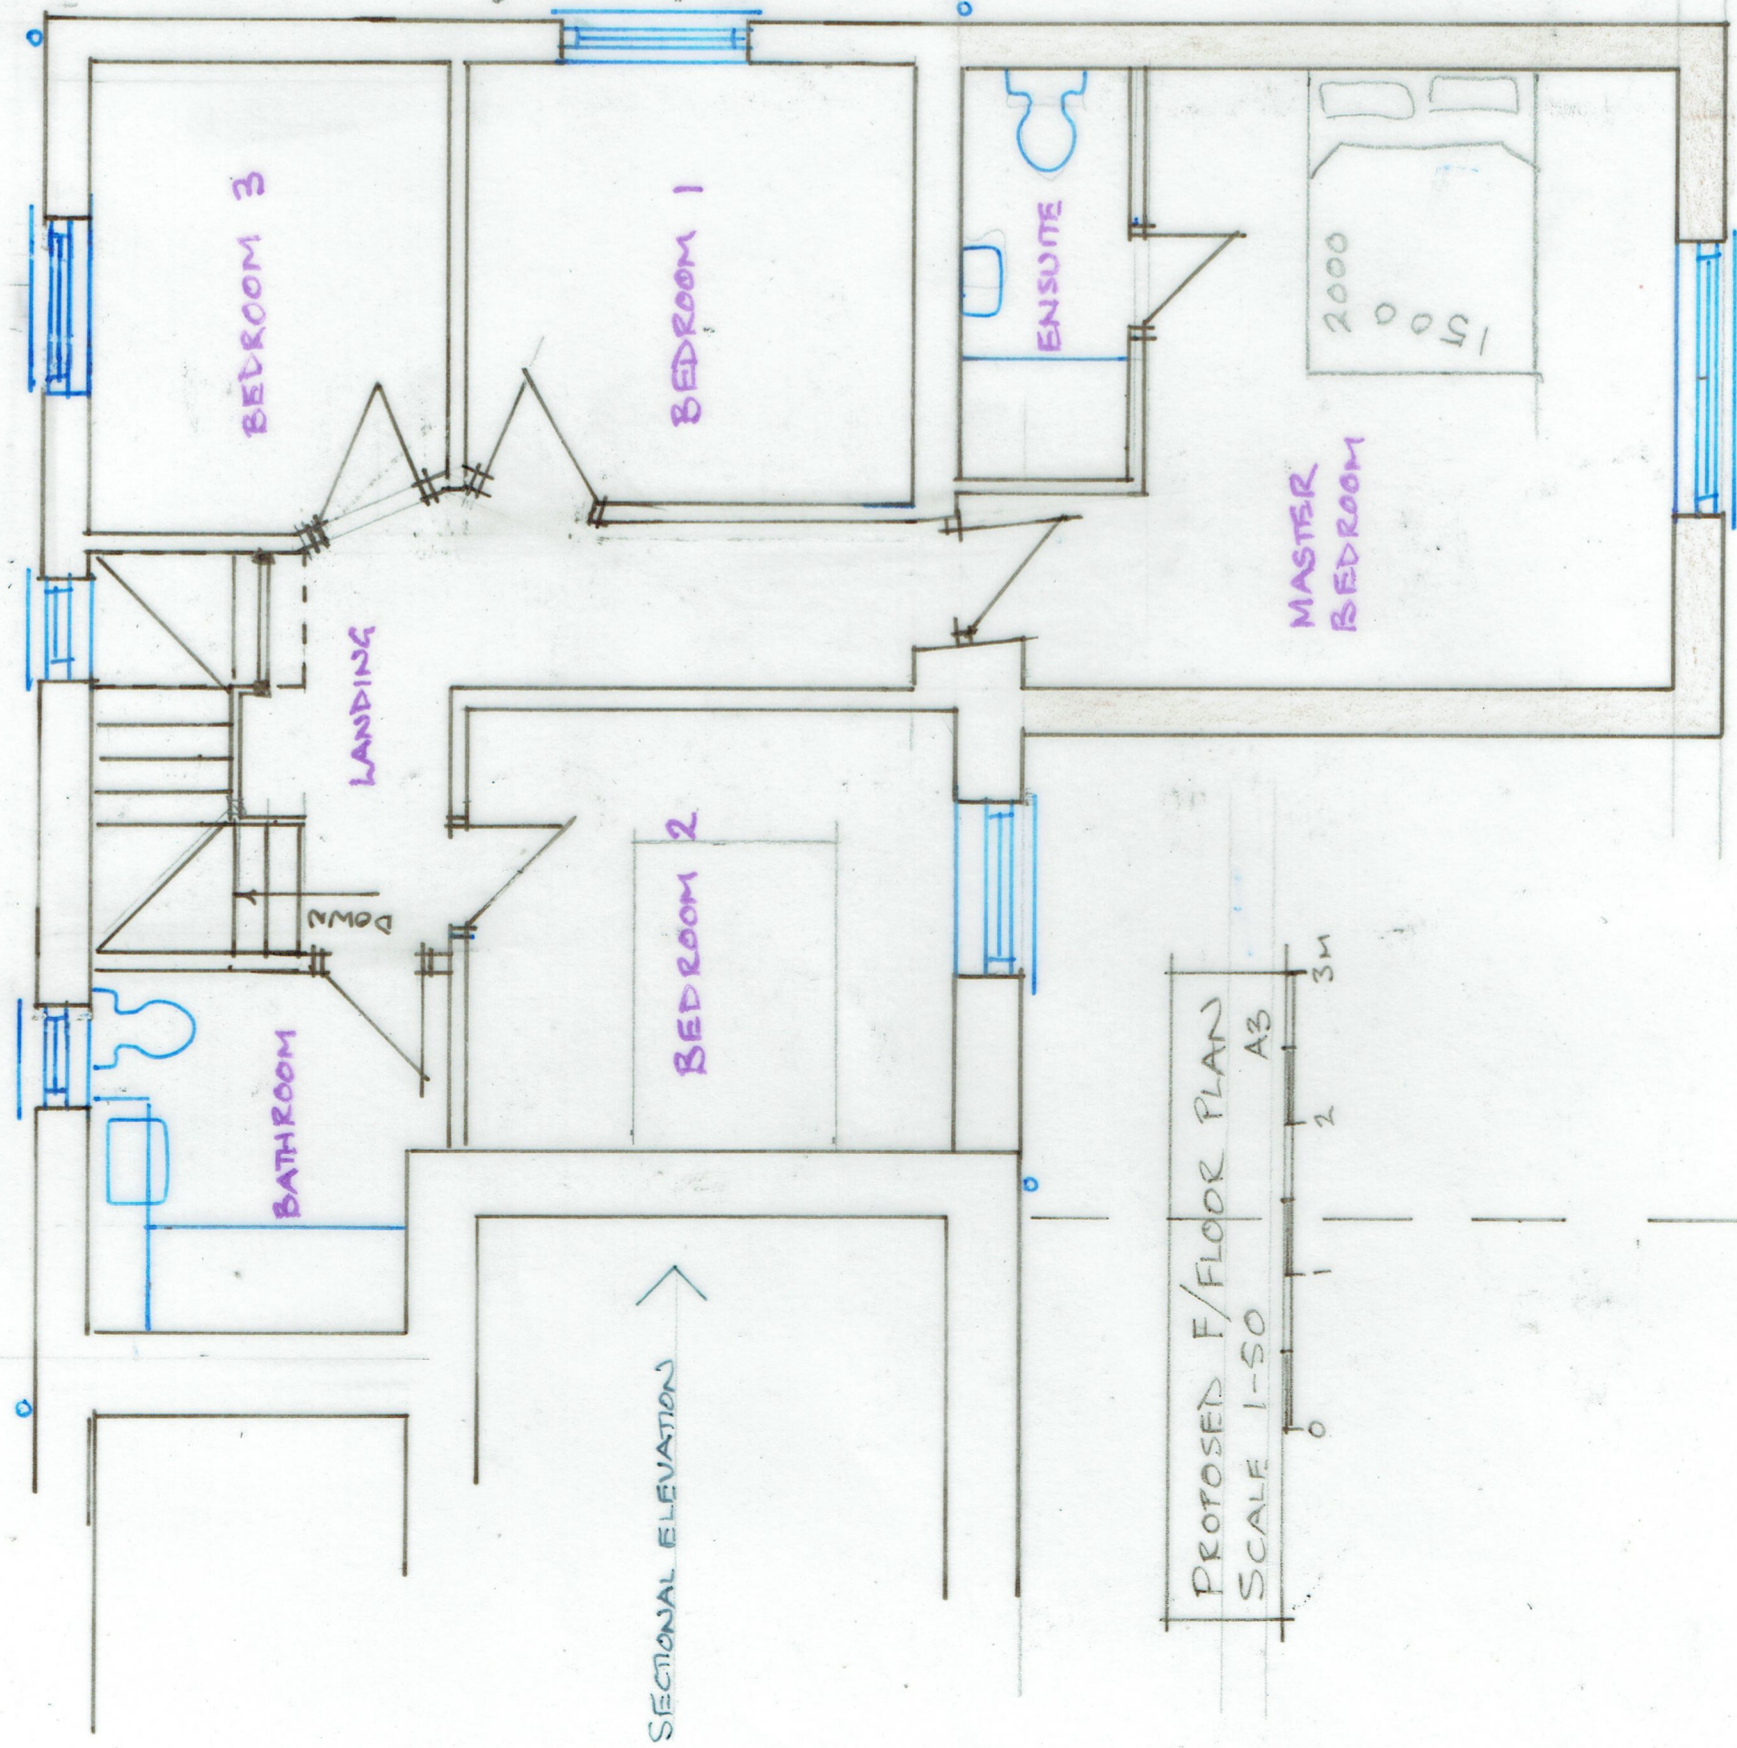 BEDROOM 3
BEDROOM 1
ENSUITE
2000
1500
MASTER
BEDROOM
LANDING
DOWN
BATHROOM
BEDROOM 2
SECTIONAL ELEVATION
PROPOSED F/FLOOR PLAN
SCALE 1-50 A3
0 1 2 3M